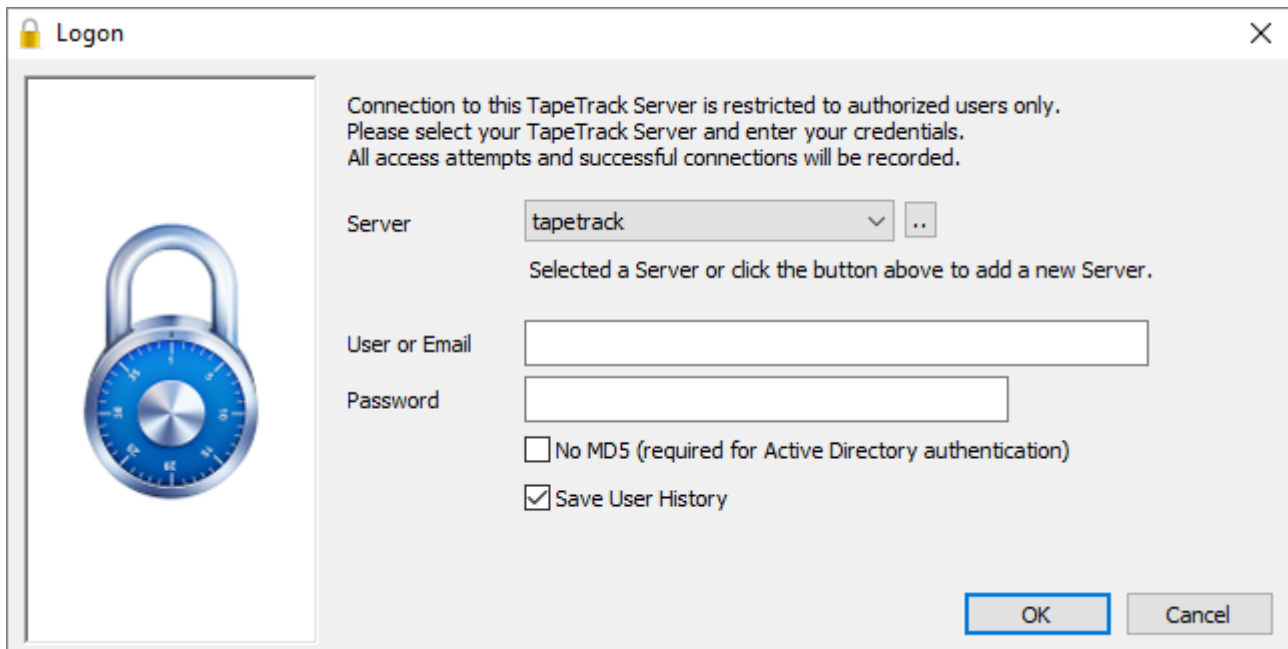 Logon
Connection to this TapeTrack Server is restricted to authorized users only.
Please select your TapeTrack Server and enter your credentials.
All access attempts and successful connections will be recorded.
Server
tapetrack
..
Selected a Server or click the button above to add a new Server.
User or Email
Password
No MD5 (required for Active Directory authentication)
Save User History
OK
Cancel